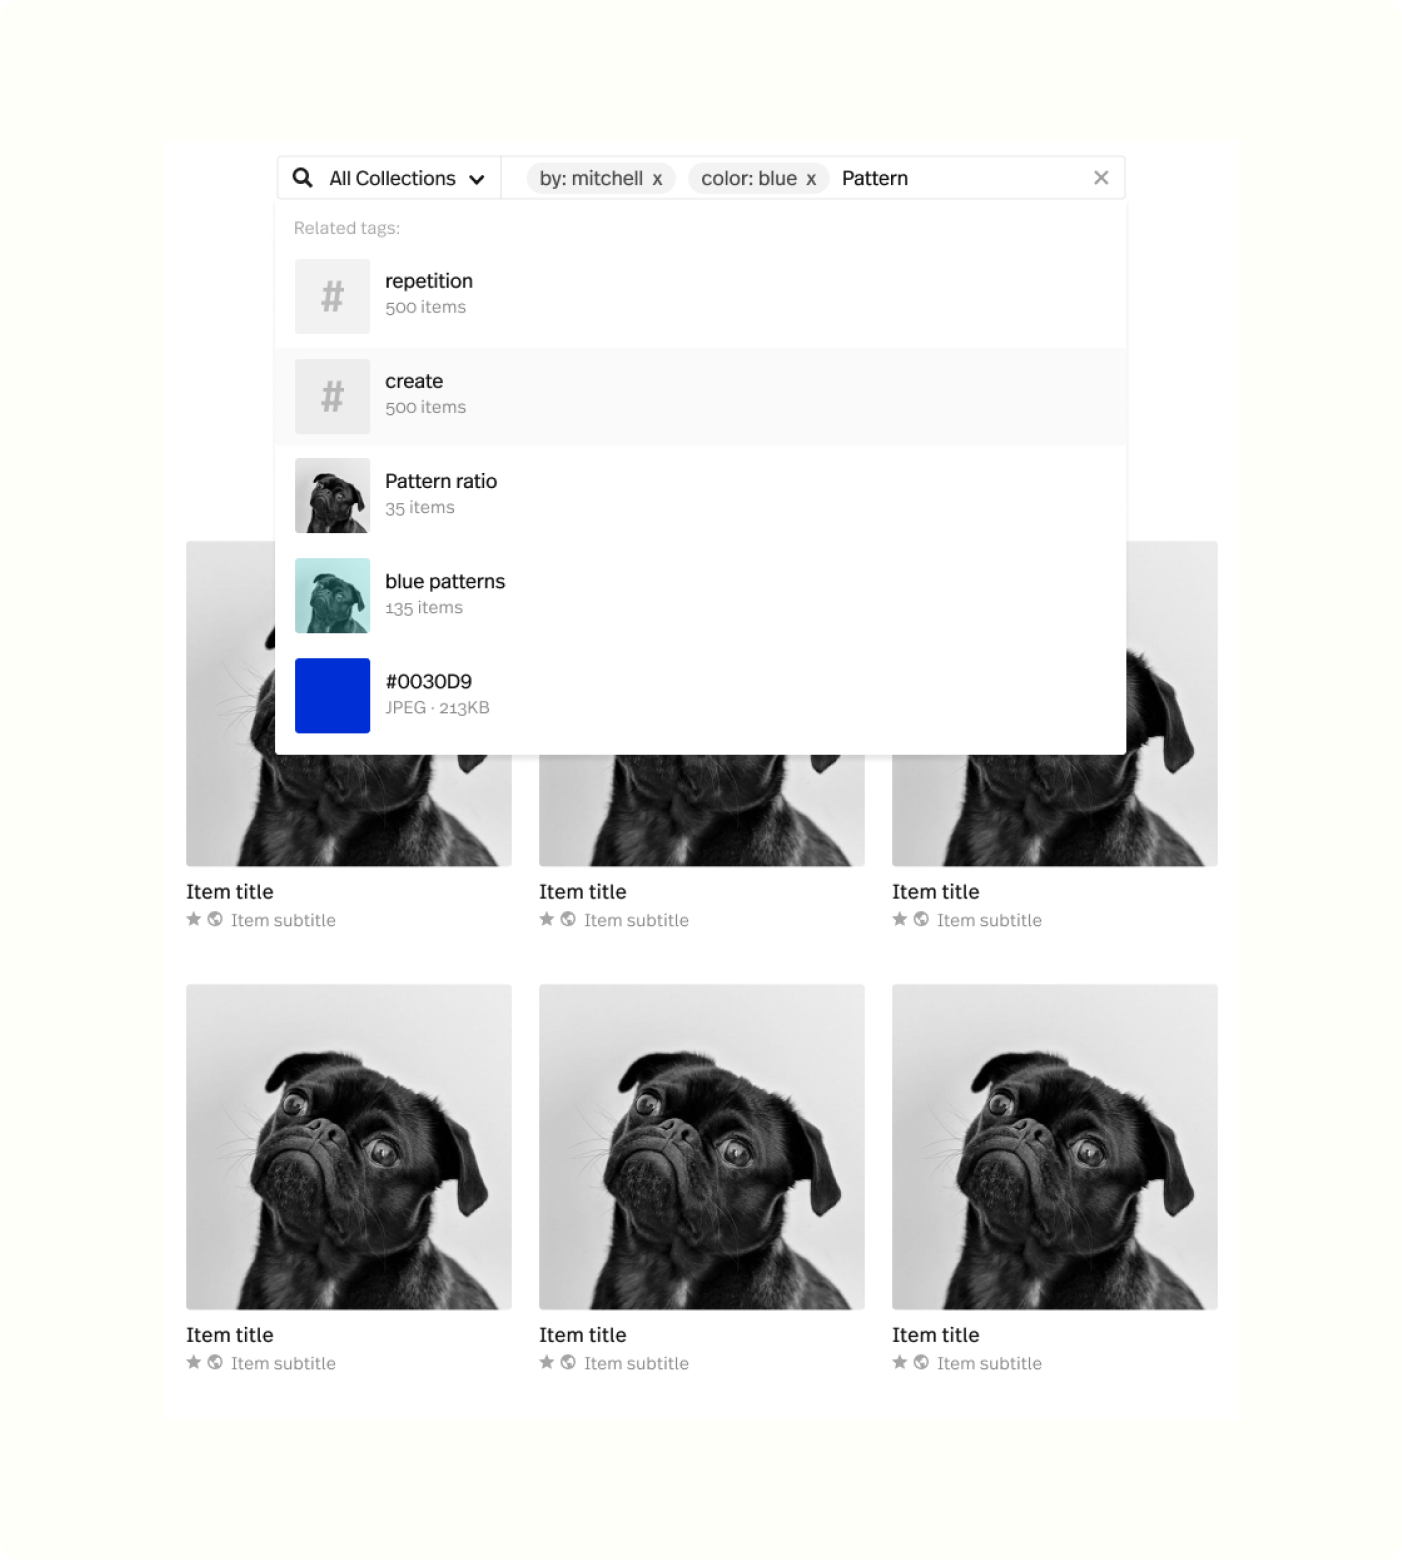 All Collections by: mitchell x color: blue x Pattern
Related tags:
#
repetition
500 items
#
create
500 items
Pattern ratio
35 items
blue patterns
135 items
#0030D9
JPEG · 213KB
Item title Item title Item title
Item subtitle Item subtitle Item subtitle
Item title Item title Item title
Item subtitle Item subtitle Item subtitle